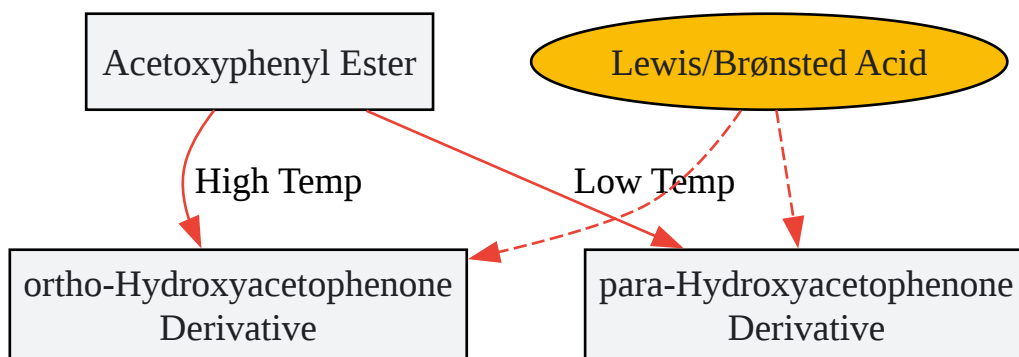 Acetoxyphenyl Ester
Lewis/Brønsted Acid
High Temp
Low Temp
ortho-Hydroxyacetophenone
Derivative
para-Hydroxyacetophenone
Derivative